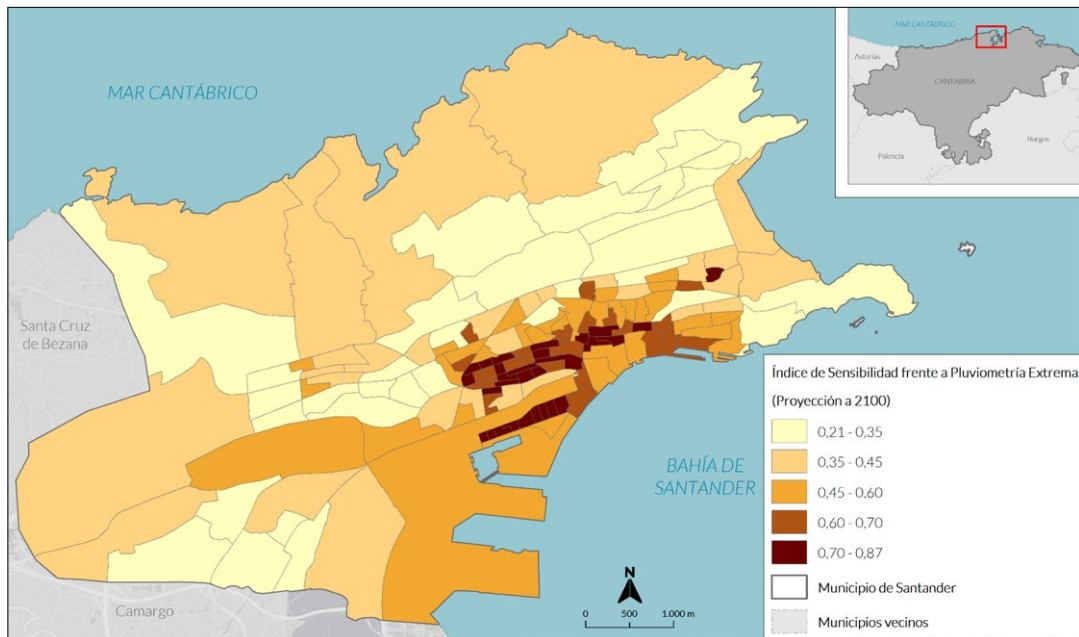 MAR CANTÁBRICO
MAR CANTÁBRICO
Asturias
CANTABRIA
Burgos
Palencia
Santa Cruz
de Bezana
BAHÍA DE
SANTANDER
Camargo
N
0 500 1.000 m
Índice de Sensibilidad frente a Pluviometría Extrema
(Proyección a 2100)
0,21 - 0,35
0,35 - 0,45
0,45 - 0,60
0,60 - 0,70
0,70 - 0,87
Municipio de Santander
Municipios vecinos